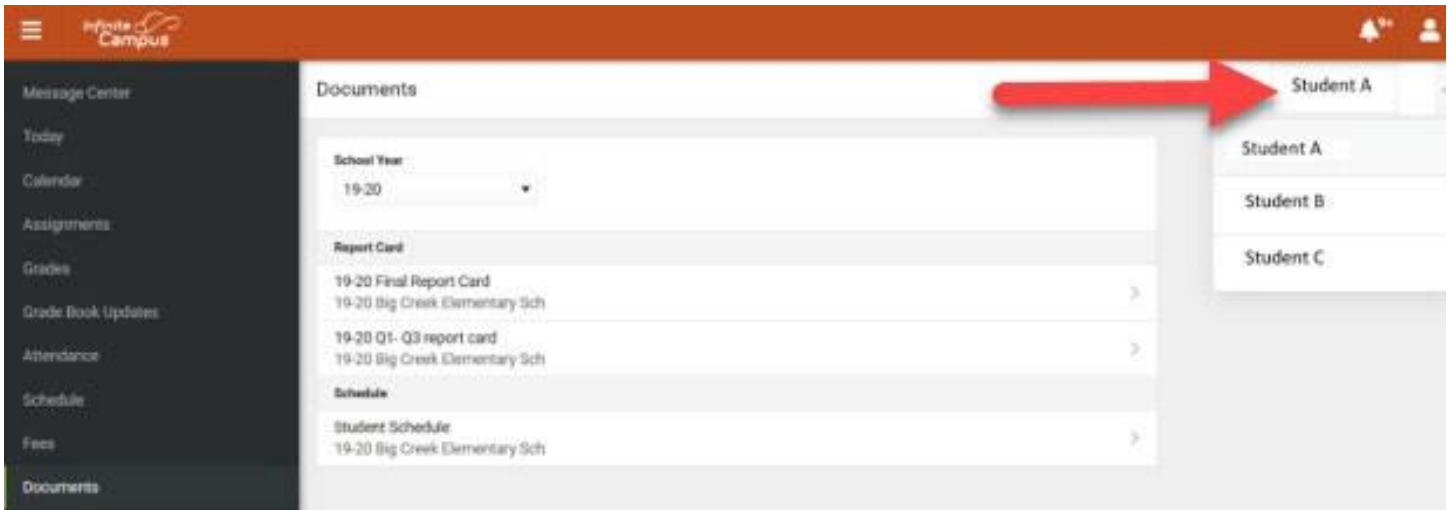 Infinite
Campus
9+
Message Center
Today
Calendar
Assignments
Grades
Grade Book Updates
Attendance
Schedule
Fees
Documents
Documents
School Year
19-20
Report Card
19-20 Final Report Card
19-20 Big Creek Elementary Sch
19-20 Q1- Q3 report card
19-20 Big Creek Elementary Sch
Schedule
Student Schedule
19-20 Big Creek Elementary Sch
Student A
Student A
Student B
Student C